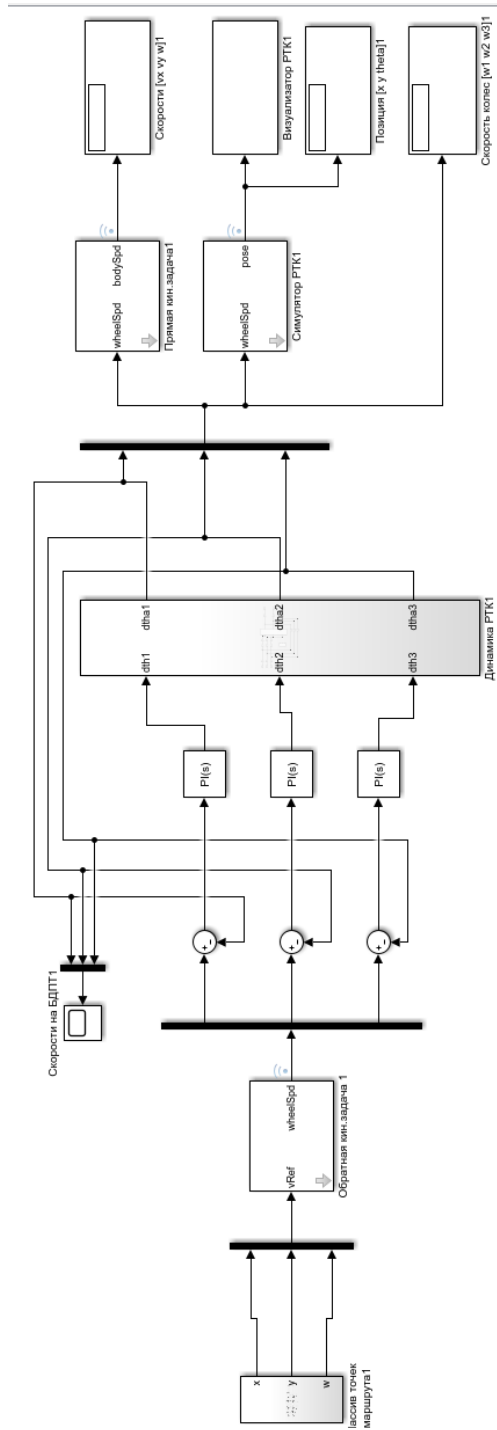 Массив точек
маршрута1
x
y
w
vRef
wheelSpd
Обратная кин.задача 1
Скорости на БДПТ1
+
-
+
-
+
-
PI(s)
PI(s)
PI(s)
dth1
dtha1
dth2
dtha2
dth3
dtha3
Динамика РТК1
wheelSpd
bodySpd
Прямая кин.задача1
wheelSpd
pose
Симулятор РТК1
Скорости [vx vy w]1
Визуализатор РТК1
Позиция [x y theta]1
Скорость колес [w1 w2 w3]1